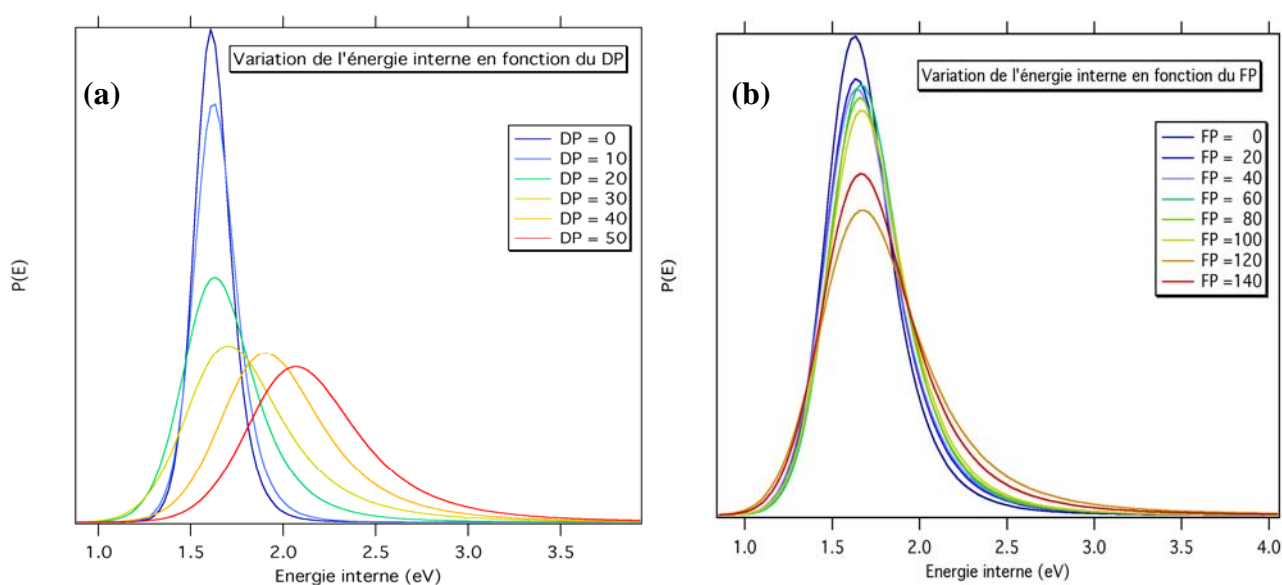 (a)
Variation de l'énergie interne en fonction du DP
DP = 0
DP = 10
DP = 20
DP = 30
DP = 40
DP = 50
P(E)
1.0 1.5 2.0 2.5 3.0 3.5
Energie interne (eV)
(b)
Variation de l'énergie interne en fonction du FP
FP = 0
FP = 20
FP = 40
FP = 60
FP = 80
FP =100
FP =120
FP =140
P(E)
1.0 1.5 2.0 2.5 3.0 3.5 4.0
Energie interne (eV)